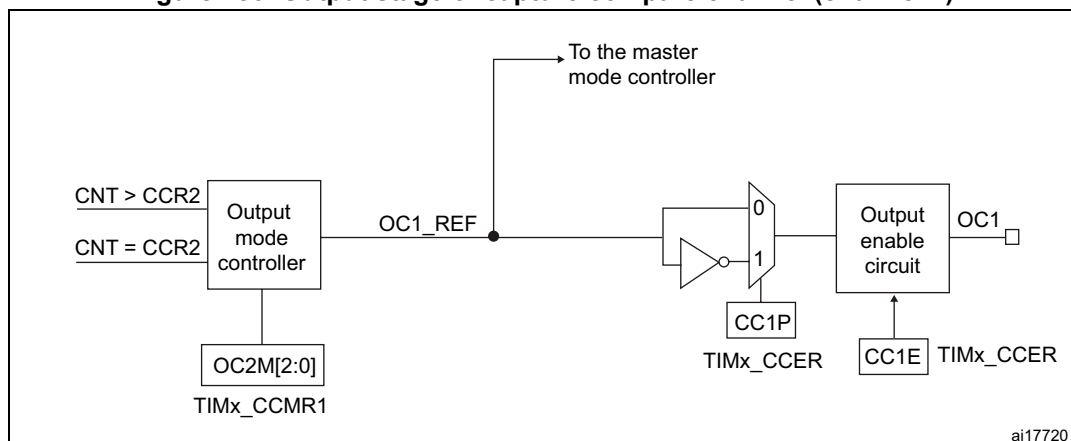 To the master
mode controller
CNT > CCR2
CNT = CCR2
Output
mode
controller
OC1_REF
0
1
Output
enable
circuit
OC1
CC1P
TIMx_CCER
CC1E
TIMx_CCER
OC2M[2:0]
TIMx_CCMR1
ai17720